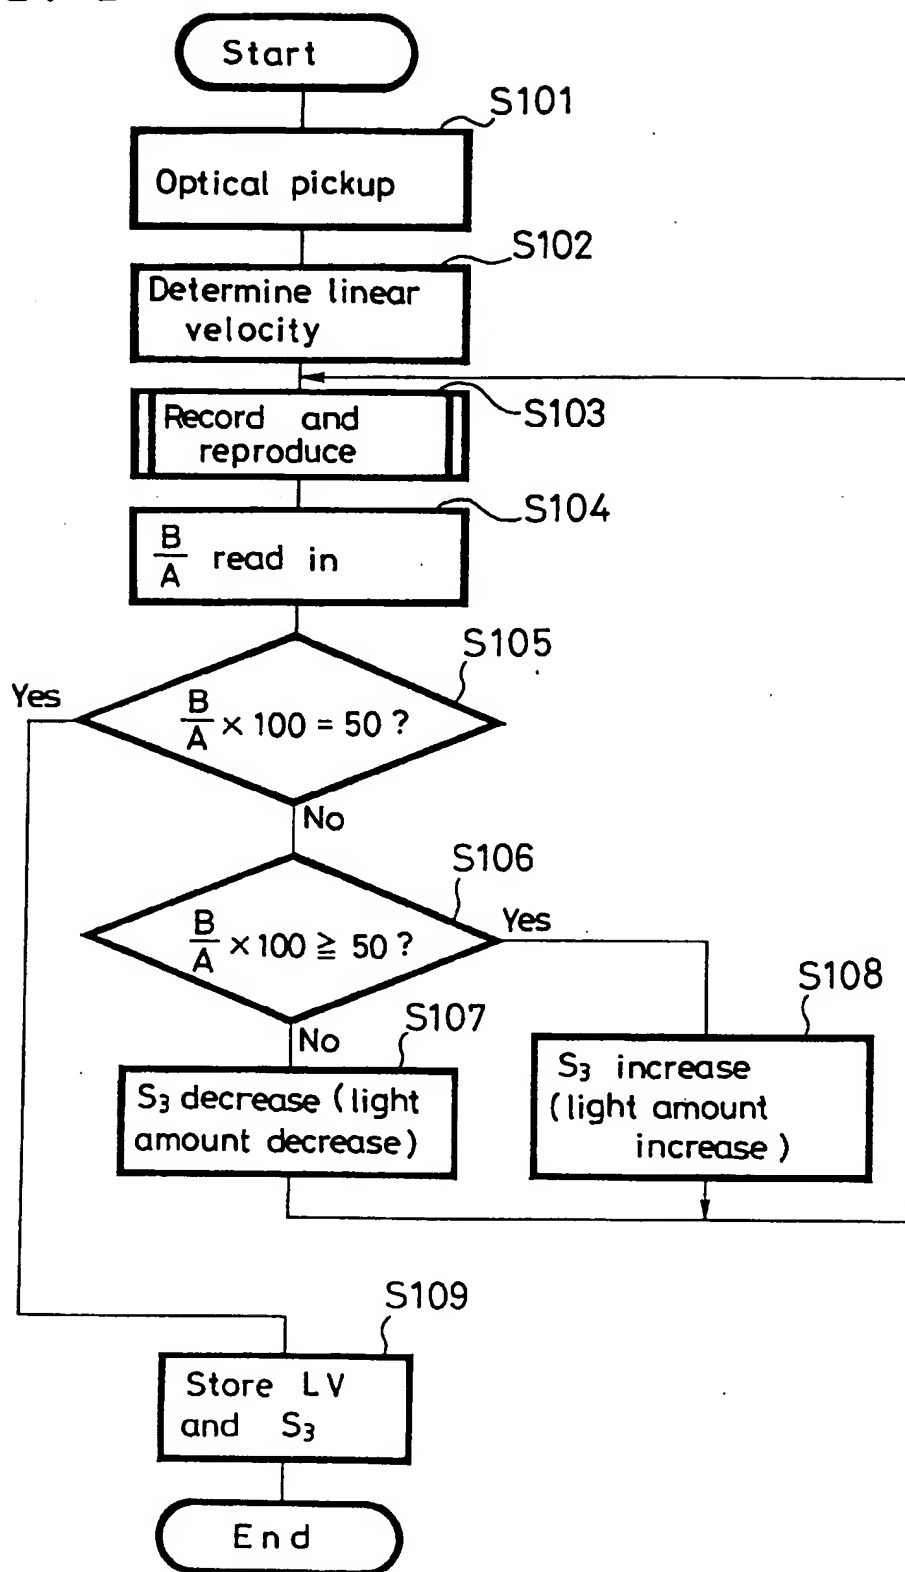 Start
S101
Optical pickup
S102
Determine linear
velocity
S103
Record and
reproduce
S104
B/A read in
S105
Yes
B/A × 100 = 50 ?
No
S106
Yes
B/A × 100 ≧ 50 ?
No
S107
S108
S₃ decrease (light
amount decrease)
S₃ increase
(light amount
increase)
S109
Store LV
and S₃
End